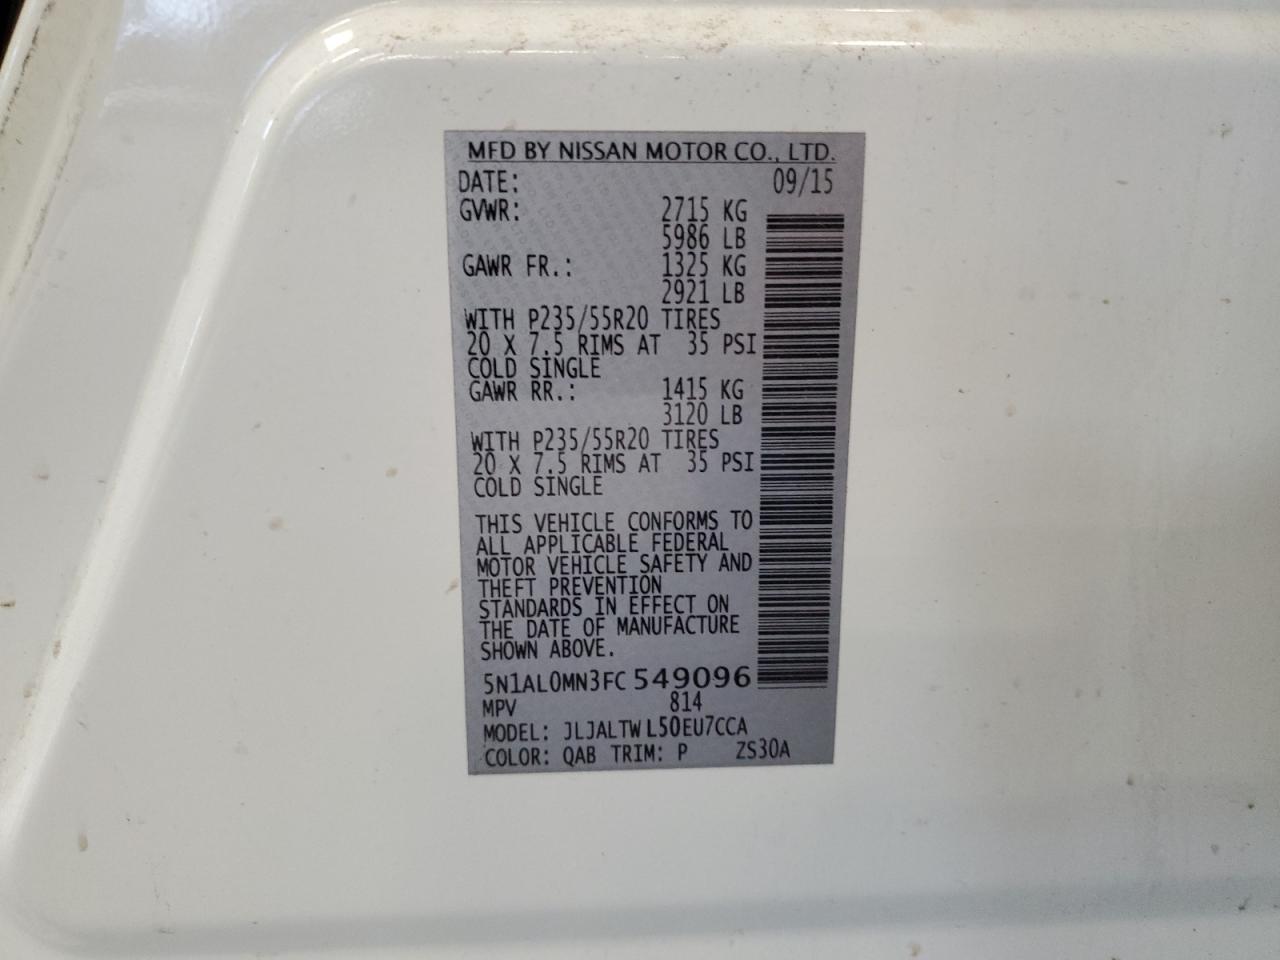 MFD BY NISSAN MOTOR CO., LTD.
DATE: 09/15
GVWR: 2715 KG
5986 LB
GAWR FR.: 1325 KG
2921 LB
WITH P235/55R20 TIRES
20 X 7.5 RIMS AT 35 PSI
COLD SINGLE
GAWR RR.: 1415 KG
3120 LB
WITH P235/55R20 TIRES
20 X 7.5 RIMS AT 35 PSI
COLD SINGLE
THIS VEHICLE CONFORMS TO
ALL APPLICABLE FEDERAL
MOTOR VEHICLE SAFETY AND
THEFT PREVENTION
STANDARDS IN EFFECT ON
THE DATE OF MANUFACTURE
SHOWN ABOVE.
5N1AL0MN3FC549096
MPV 814
MODEL: JLJALTWL50EU7CCA
COLOR: QAB TRIM: P ZS30A